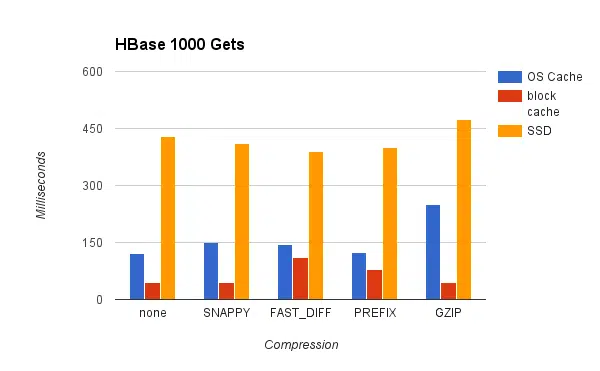 HBase 1000 Gets
600
450
300
150
0
Milliseconds
none SNAPPY FAST_DIFF PREFIX GZIP
Compression
OS Cache
block
cache
SSD